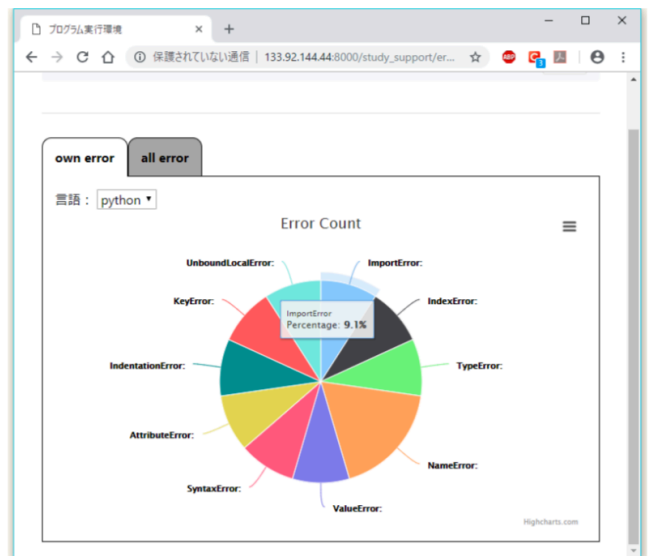 プログラム実行環境
保護されていない通信 | 133.92.144.44:8000/study_support/er...
ABP
3
own error
all error
言語： python
Error Count
UnboundLocalError:
ImportError:
KeyError:
IndexError:
ImportError
Percentage: 9.1%
IndentationError:
TypeError:
AttributeError:
NameError:
SyntaxError:
ValueError:
Highcharts.com